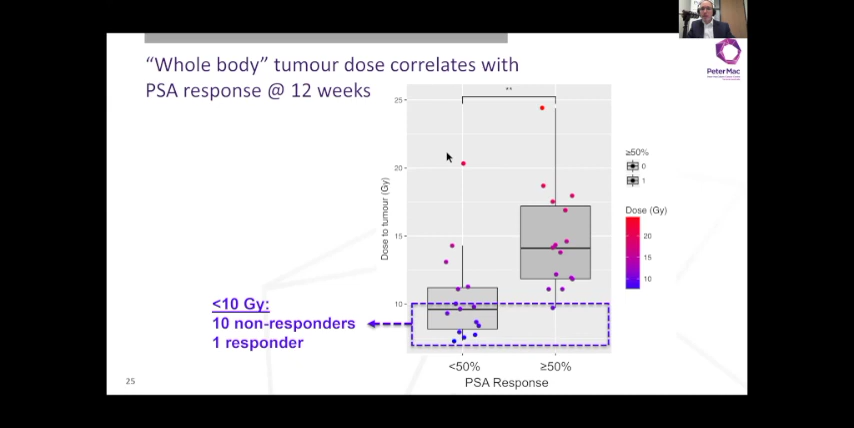 “Whole body” tumour dose correlates with
PSA response @ 12 weeks
Peter Mac
**
25
20
15
10
Dose to tumour (Gy)
≥50%
0
1
Dose (Gy)
20
15
10
<10 Gy:
10 non-responders
1 responder
<50%
≥50%
PSA Response
25